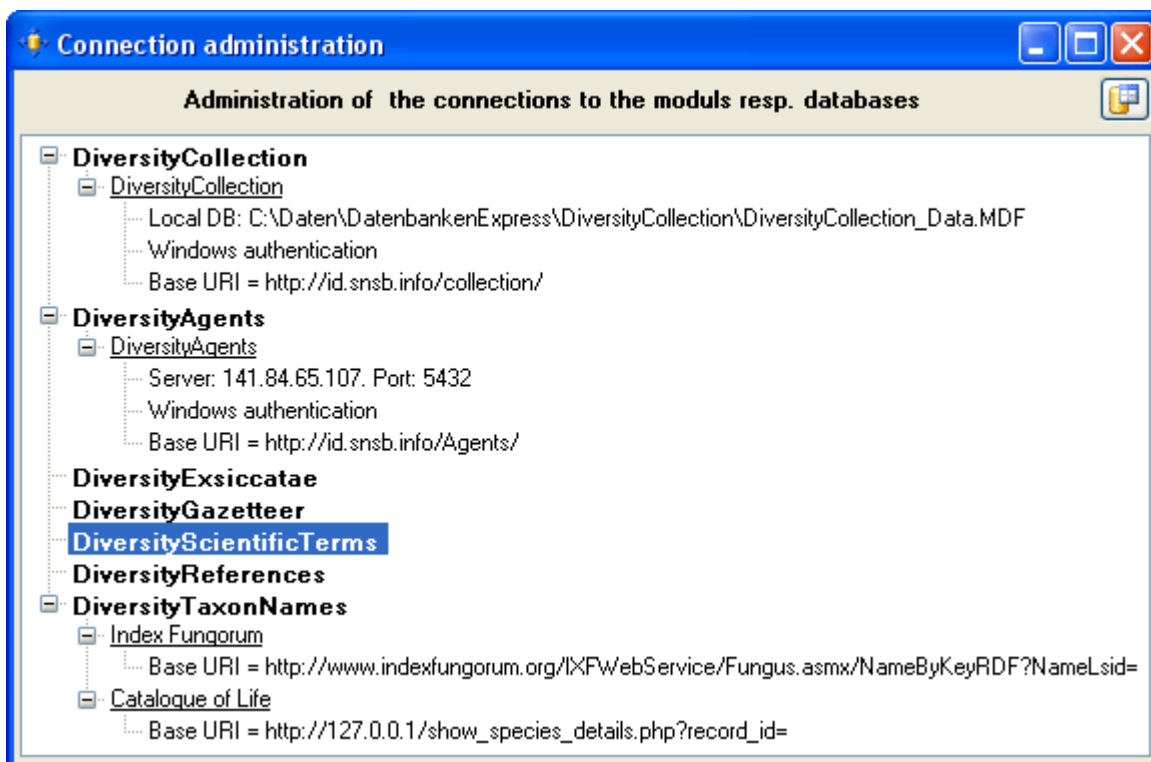 Connection administration
Administration of the connections to the moduls resp. databases
DiversityCollection
DiversityCollection
Local DB: C:\Daten\DatenbankenExpress\DiversityCollection\DiversityCollection_Data.MDF
Windows authentication
Base URI = http://id.snsb.info/collection/
DiversityAgents
DiversityAgents
Server: 141.84.65.107. Port: 5432
Windows authentication
Base URI = http://id.snsb.info/Agents/
DiversityExsiccatae
DiversityGazetteer
DiversityScientificTerms
DiversityReferences
DiversityTaxonNames
Index Fungorum
Base URI = http://www.indexfungorum.org/IXFWebService/Fungus.asmx/NameByKeyRDF?NameLsid=
Catalogue of Life
Base URI = http://127.0.0.1/show_species_details.php?record_id=